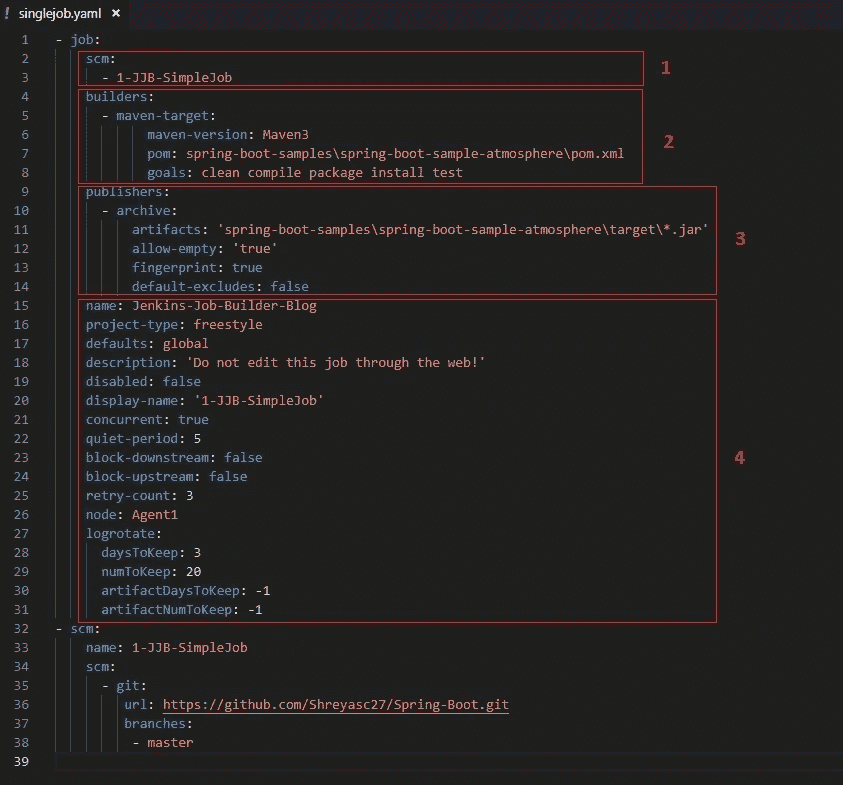 ! singlejob.yaml ×
1 - job:
2 scm:
3 - 1-JJB-SimpleJob
1
4 builders:
5 - maven-target:
6 maven-version: Maven3
2
7 pom: spring-boot-samples\spring-boot-sample-atmosphere\pom.xml
8 goals: clean compile package install test
9 publishers:
10 - archive:
11 artifacts: 'spring-boot-samples\spring-boot-sample-atmosphere\target\*.jar'
3
12 allow-empty: 'true'
13 fingerprint: true
14 default-excludes: false
15 name: Jenkins-Job-Builder-Blog
16 project-type: freestyle
17 defaults: global
18 description: 'Do not edit this job through the web!'
19 disabled: false
20 display-name: '1-JJB-SimpleJob'
21 concurrent: true
22 quiet-period: 5
23 block-downstream: false
4
24 block-upstream: false
25 retry-count: 3
26 node: Agent1
27 logrotate:
28 daysToKeep: 3
29 numToKeep: 20
30 artifactDaysToKeep: -1
31 artifactNumToKeep: -1
32 - scm:
33 name: 1-JJB-SimpleJob
34 scm:
35 - git:
36 url: https://github.com/Shreyasc27/Spring-Boot.git
37 branches:
38 - master
39